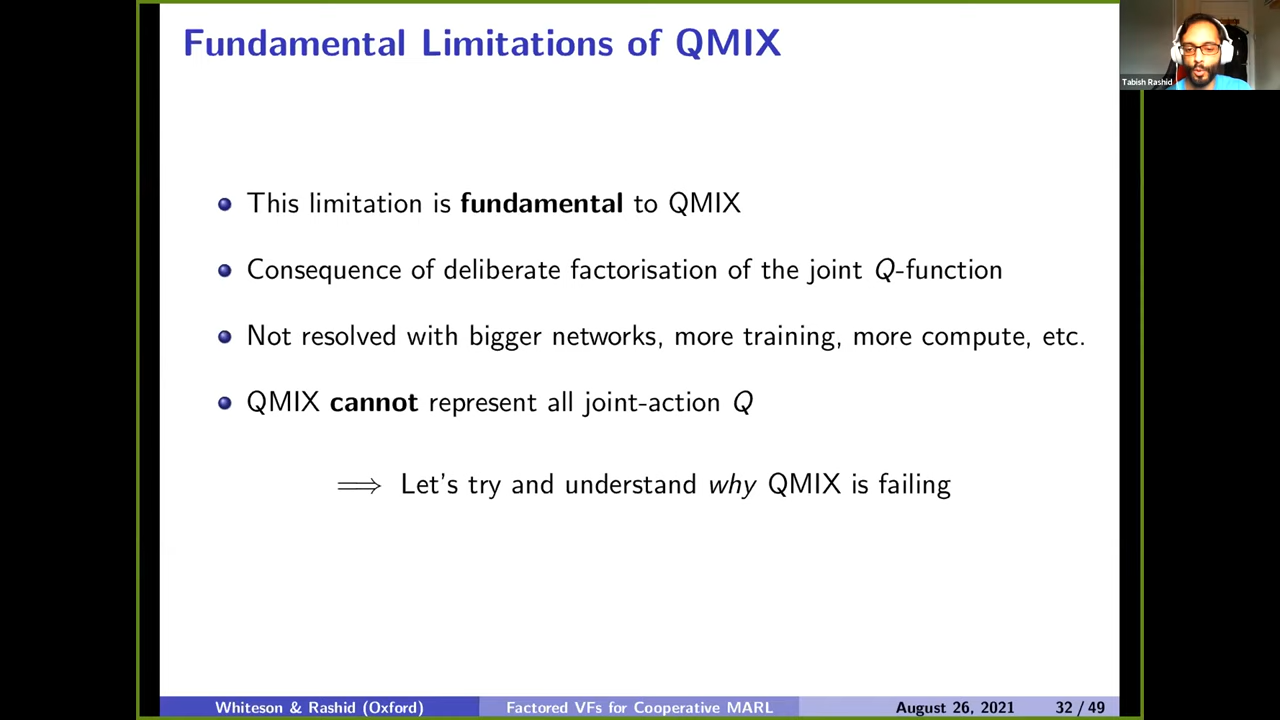 Fundamental Limitations of QMIX
Tabish Rashid
This limitation is fundamental to QMIX
Consequence of deliberate factorisation of the joint Q-function
Not resolved with bigger networks, more training, more compute, etc.
QMIX cannot represent all joint-action Q
⟹ Let's try and understand why QMIX is failing
Whiteson & Rashid (Oxford) Factored VFs for Cooperative MARL August 26, 2021 32 / 49